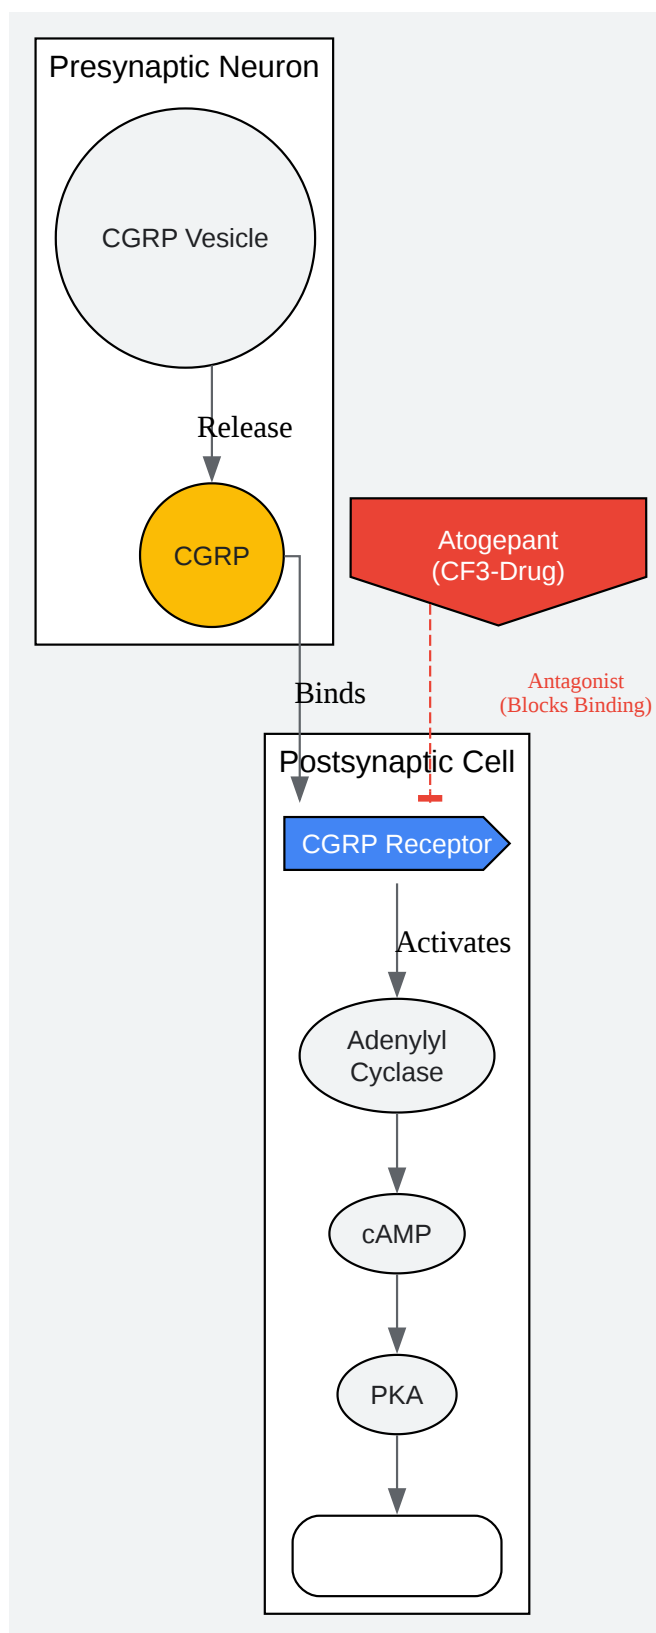 Presynaptic Neuron
CGRP Vesicle
Release
CGRP
Atogepant
(CF3-Drug)
Binds
Antagonist
(Blocks Binding)
Postsynaptic Cell
CGRP Receptor
Activates
Adenylyl
Cyclase
cAMP
PKA